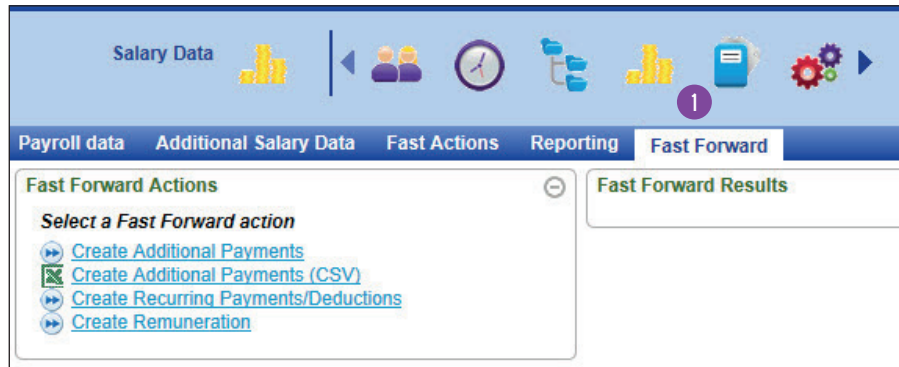 Salary Data
1
Payroll data Additional Salary Data Fast Actions Reporting Fast Forward
Fast Forward Actions
Select a Fast Forward action
Create Additional Payments
Create Additional Payments (CSV)
Create Recurring Payments/Deductions
Create Remuneration
Fast Forward Results